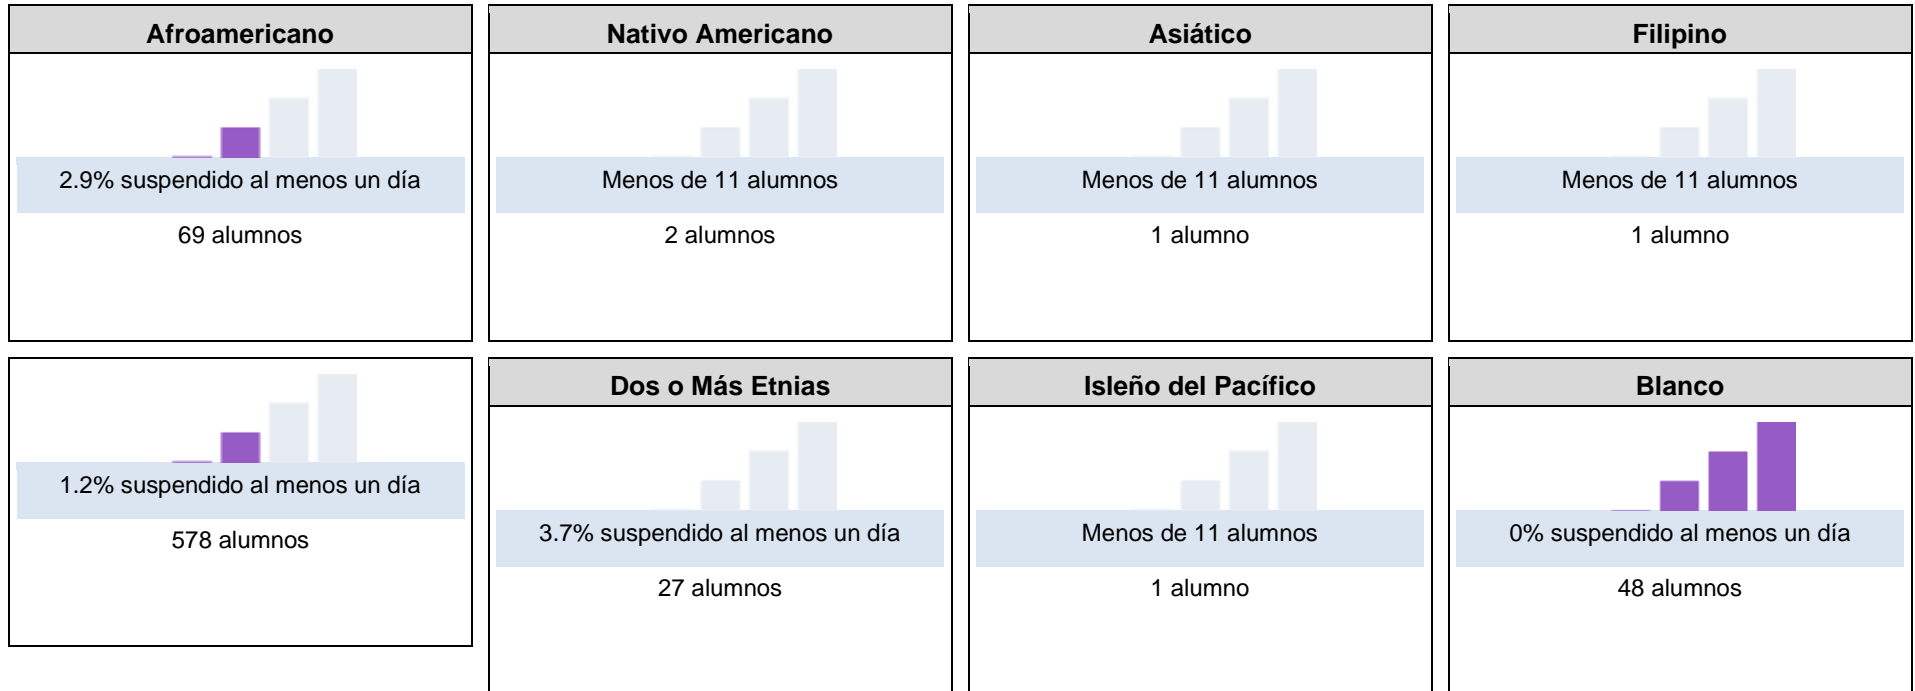 Afroamericano
2.9% suspendido al menos un día
69 alumnos
Nativo Americano
Menos de 11 alumnos
2 alumnos
Asiático
Menos de 11 alumnos
1 alumno
Filipino
Menos de 11 alumnos
1 alumno
1.2% suspendido al menos un día
578 alumnos
Dos o Más Etnias
3.7% suspendido al menos un día
27 alumnos
Isleño del Pacífico
Menos de 11 alumnos
1 alumno
Blanco
0% suspendido al menos un día
48 alumnos